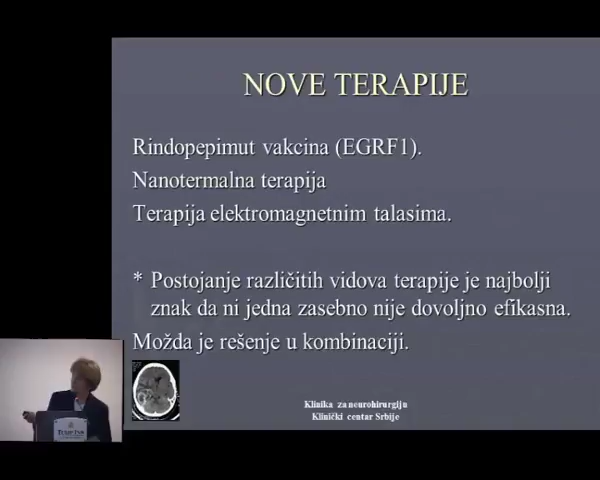 NOVE TERAPIJE
Rindopepimut vakcina (EGRF1).
Nanotermalna terapija
Terapija elektromagnetnim talasima.
* Postojanje različitih vidova terapije je najbolji
znak da ni jedna zasebno nije dovoljno efikasna.
Možda je rešenje u kombinaciji.
Klinika za neurohirurgiju
Klinički centar Srbije